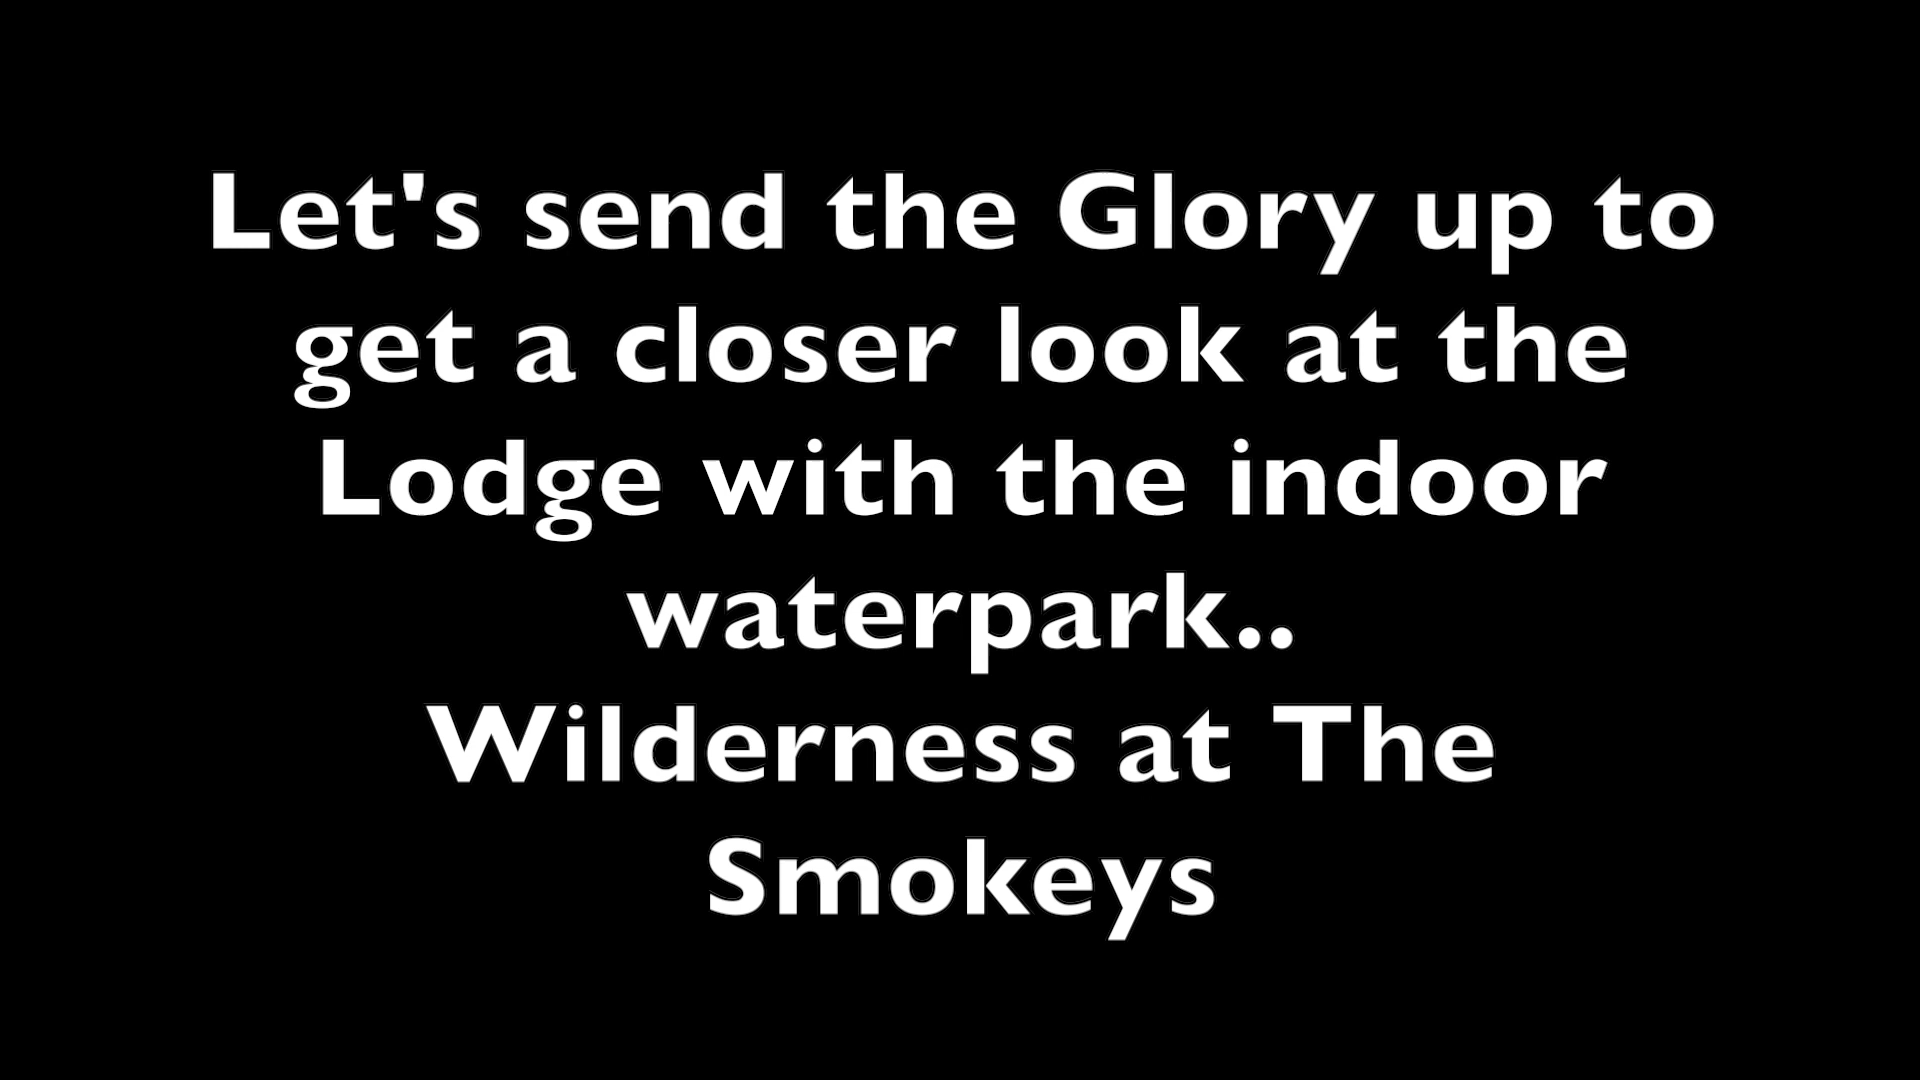 Let's send the Glory up to
get a closer look at the
Lodge with the indoor
waterpark..
Wilderness at The
Smokeys